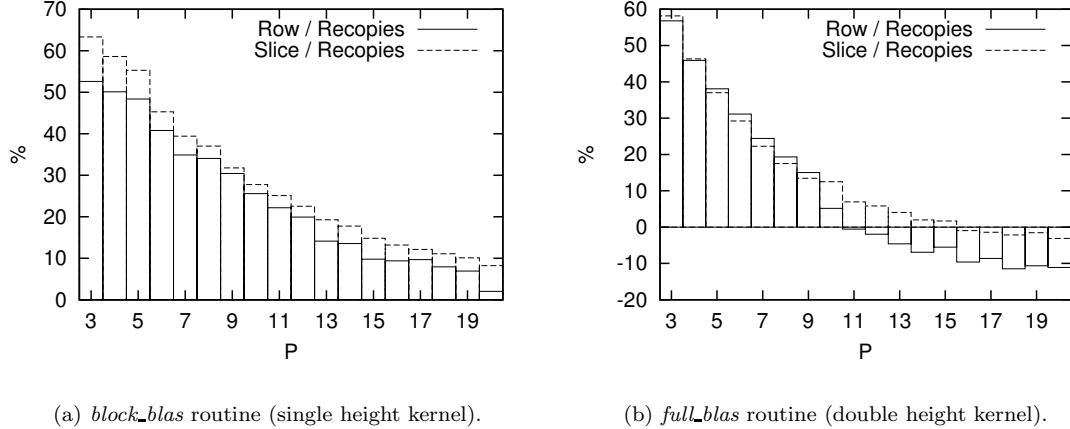 70
60
50
40
30
20
10
0
%
Row / Recopies
Slice / Recopies
3 5 7 9 11 13 15 17 19
P
60
50
40
30
20
10
0
-10
-20
%
Row / Recopies
Slice / Recopies
3 5 7 9 11 13 15 17 19
P
(a) block_blas routine (single height kernel).
(b) full_blas routine (double height kernel).